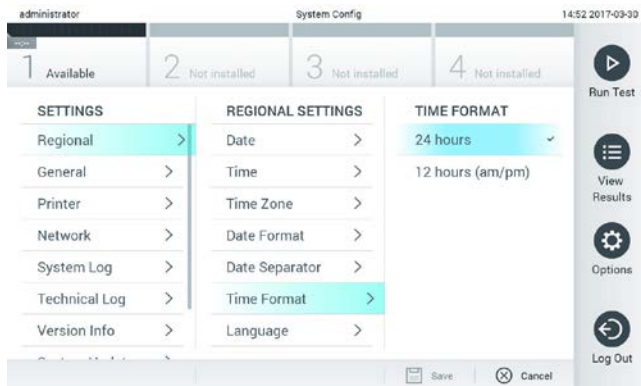 administrator System Config 14:52 2017-03-30
1 Available 2 Not installed 3 Not installed 4 Not installed
Run Test
View
Results
Options
Log Out
SETTINGS
Regional
General
Printer
Network
System Log
Technical Log
Version Info
REGIONAL SETTINGS
Date
Time
Time Zone
Date Format
Date Separator
Time Format
Language
TIME FORMAT
24 hours
12 hours (am/pm)
Save Cancel